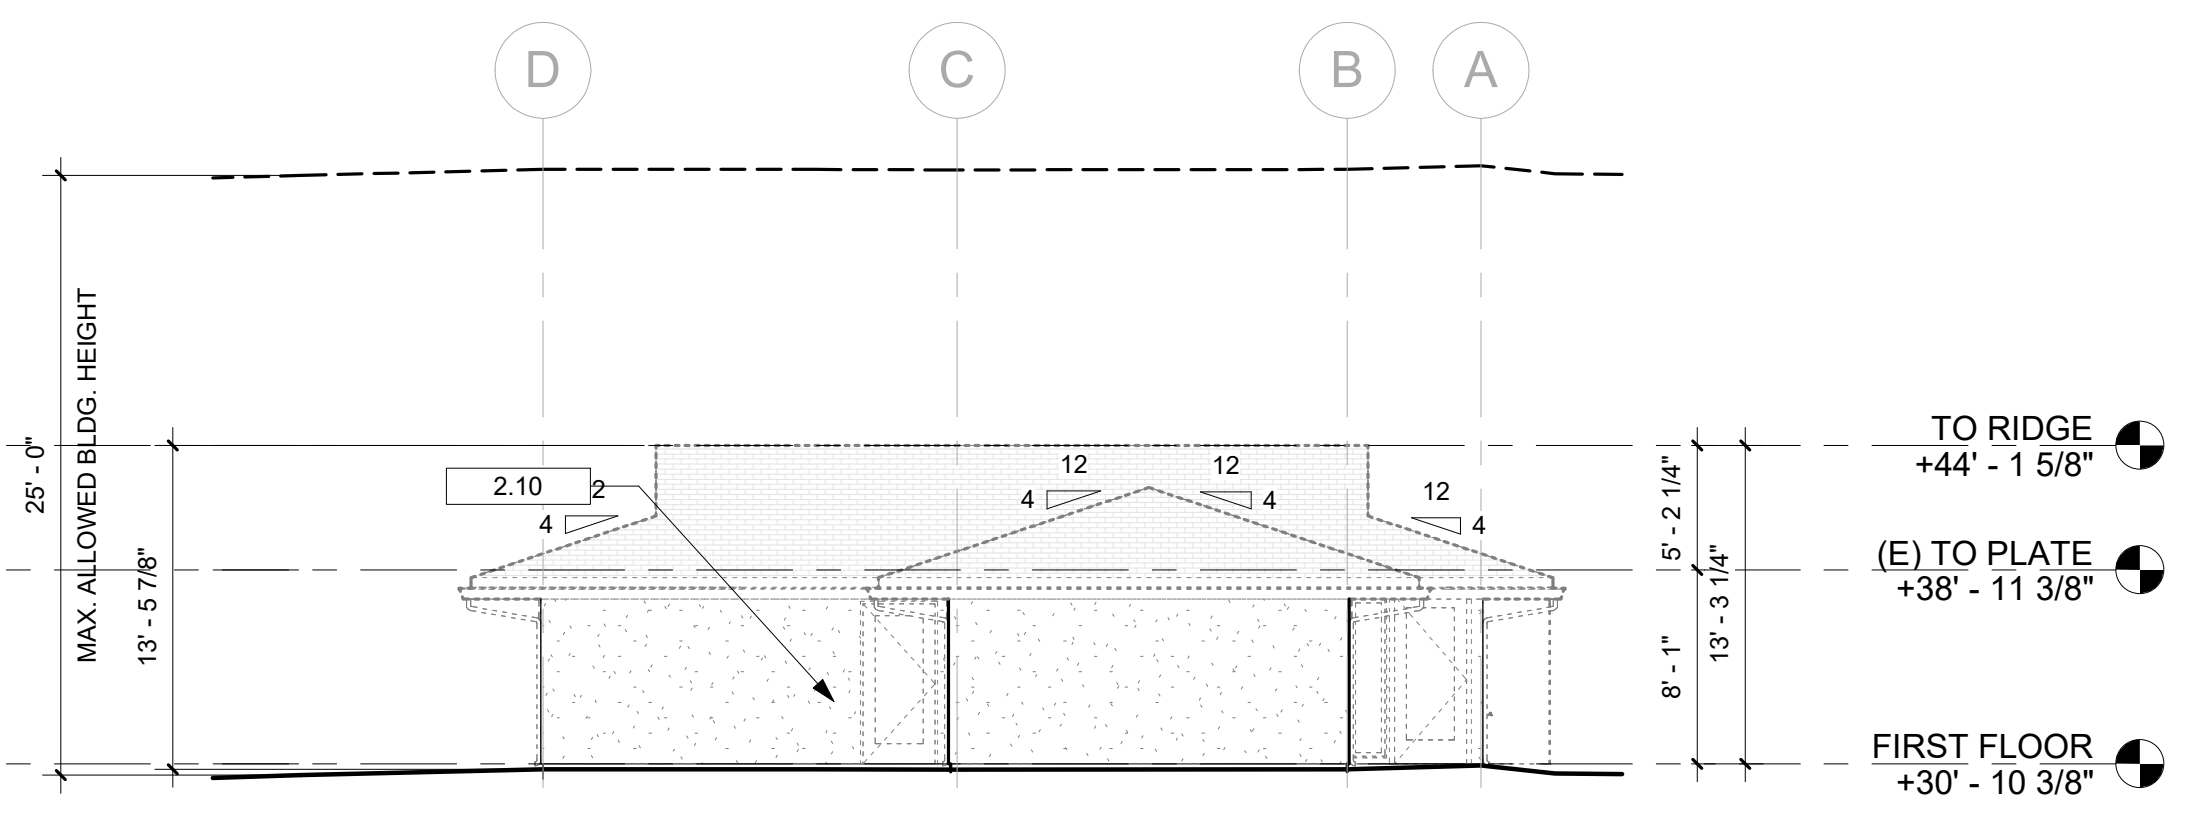 D
C
B
A
25' - 0"
MAX. ALLOWED BLDG. HEIGHT
13' - 5 7/8"
2.10
2
4
12
4
12
4
12
4
5' - 2 1/4"
8' - 1"
13' - 3 1/4"
TO RIDGE
+44' - 1 5/8"
(E) TO PLATE
+38' - 11 3/8"
FIRST FLOOR
+30' - 10 3/8"